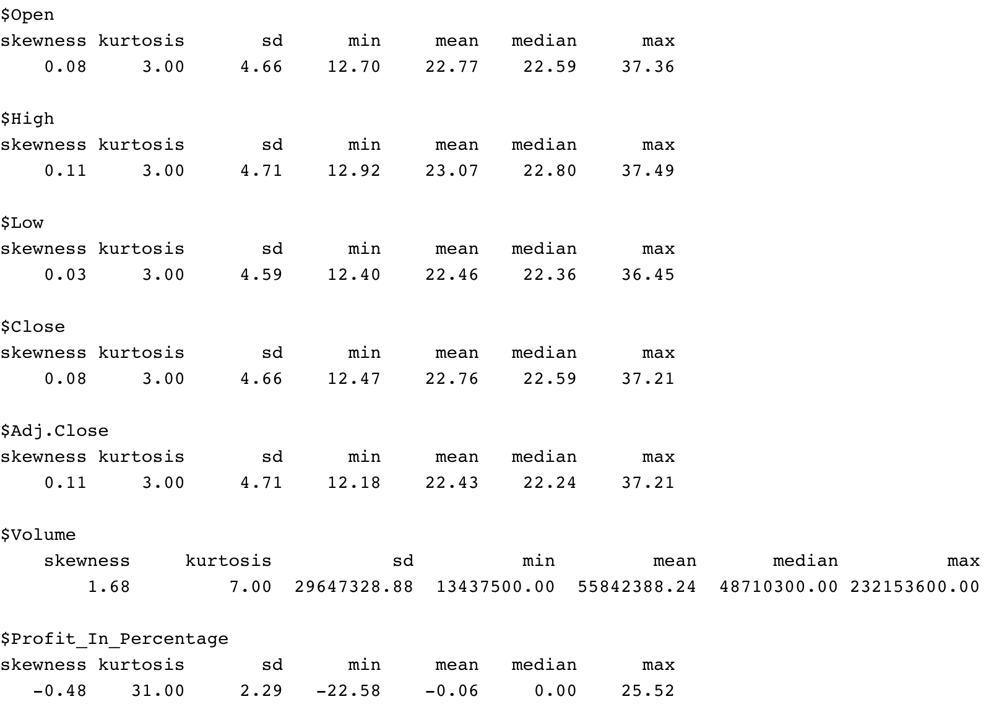 $Open
skewness kurtosis sd min mean median max
0.08 3.00 4.66 12.70 22.77 22.59 37.36
$High
skewness kurtosis sd min mean median max
0.11 3.00 4.71 12.92 23.07 22.80 37.49
$Low
skewness kurtosis sd min mean median max
0.03 3.00 4.59 12.40 22.46 22.36 36.45
$Close
skewness kurtosis sd min mean median max
0.08 3.00 4.66 12.47 22.76 22.59 37.21
$Adj.Close
skewness kurtosis sd min mean median max
0.11 3.00 4.71 12.18 22.43 22.24 37.21
$Volume
skewness kurtosis sd min mean median max
1.68 7.00 29647328.88 13437500.00 55842388.24 48710300.00 232153600.00
$Profit_In_Percentage
skewness kurtosis sd min mean median max
-0.48 31.00 2.29 -22.58 -0.06 0.00 25.52